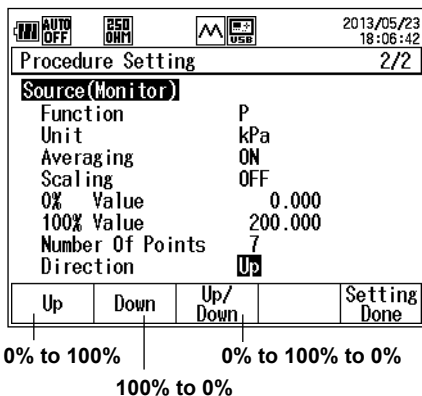 AUTO OFF 250 OHM USB 2013/05/23 18:06:42
Procedure Setting 2/2
Source(Monitor)
Function P
Unit kPa
Averaging ON
Scaling OFF
0% Value 0.000
100% Value 200.000
Number Of Points 7
Direction Up
Up Down Up/Down Setting Done
0% to 100% 0% to 100% to 0%
100% to 0%